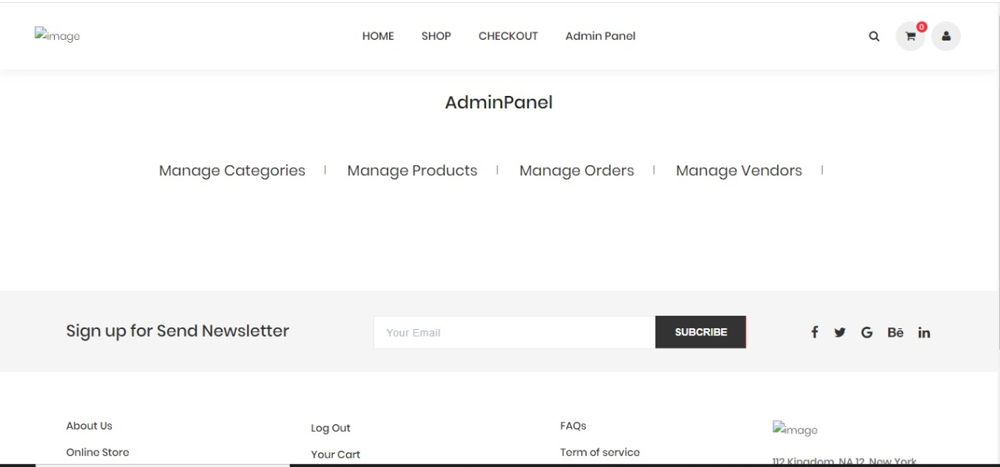 image HOME SHOP CHECKOUT Admin Panel 0
AdminPanel
Manage Categories | Manage Products | Manage Orders | Manage Vendors |
Sign up for Send Newsletter Your Email SUBCRIBE
About Us Log Out FAQs image
Online Store Your Cart Term of service
112 Kingdom, NA 12, New York